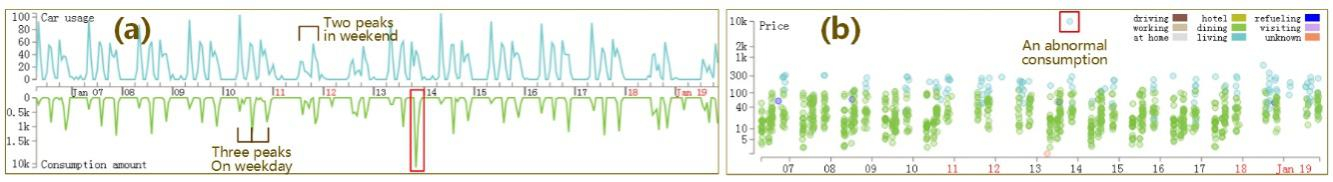 Car usage
(a)
Two peaks
in weekend
100
80
60
40
20
0
Jan 07 08 09 10 11 12 13 14 15 16 17 18 Jan 19
0
0.5k
1k
1.5k
10k
Consumption amount
Three peaks
On weekday
10k
Price
2k
1k
300
100
40
10
5
An abnormal
consumption
(b)
driving hotel refueling
working dining visiting
at home living unknown
07 08 09 10 11 12 13 14 15 16 17 18 Jan 19